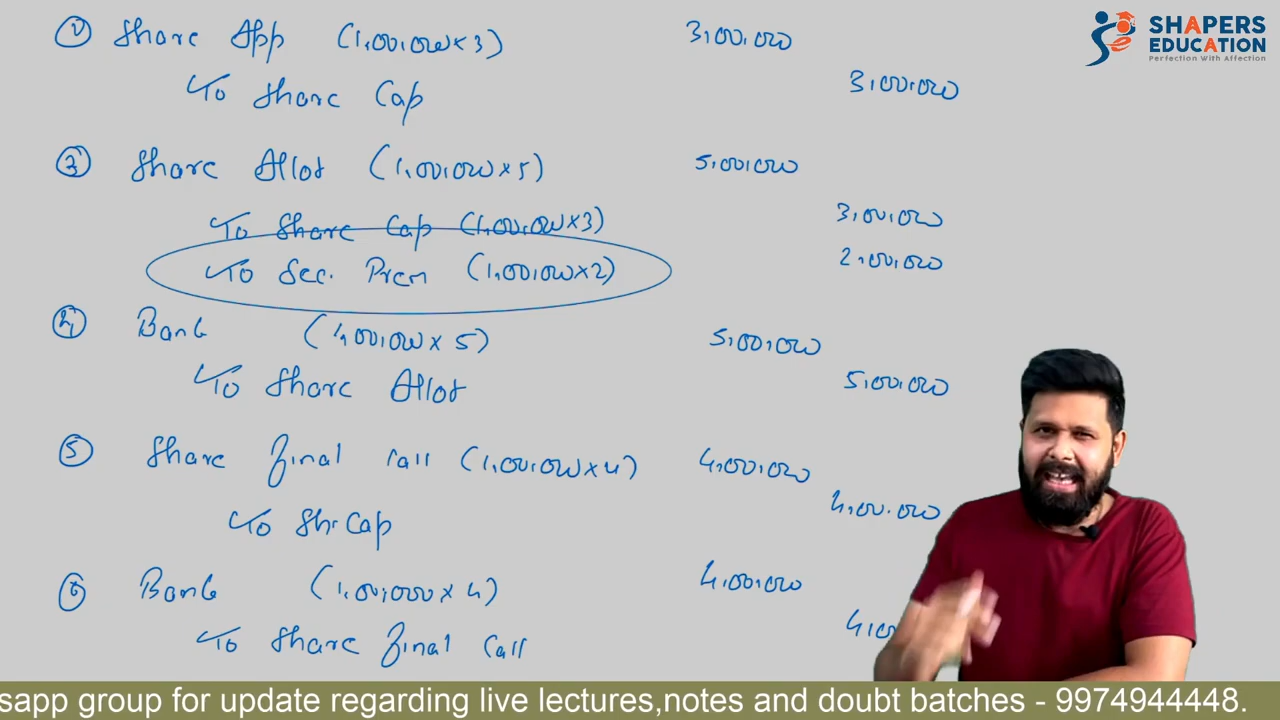 SHAPERS
EDUCATION
Perfection With Affection
② Share App (1,00,000×3) 3,00,000
To Share Cap 3,00,000
③ Share Allot (1,00,000×5) 5,00,000
To Share Cap (1,00,000×3) 3,00,000
To Sec. Prem (1,00,000×2) 2,00,000
④ Bank (1,00,000×5) 5,00,000
To Share Allot 5,00,000
⑤ Share final call (1,00,000×4) 4,00,000
To Sh. Cap 4,00,000
⑥ Bank (1,00,000×4) 4,00,000
To Share final call
sapp group for update regarding live lectures,notes and doubt batches - 9974944448.